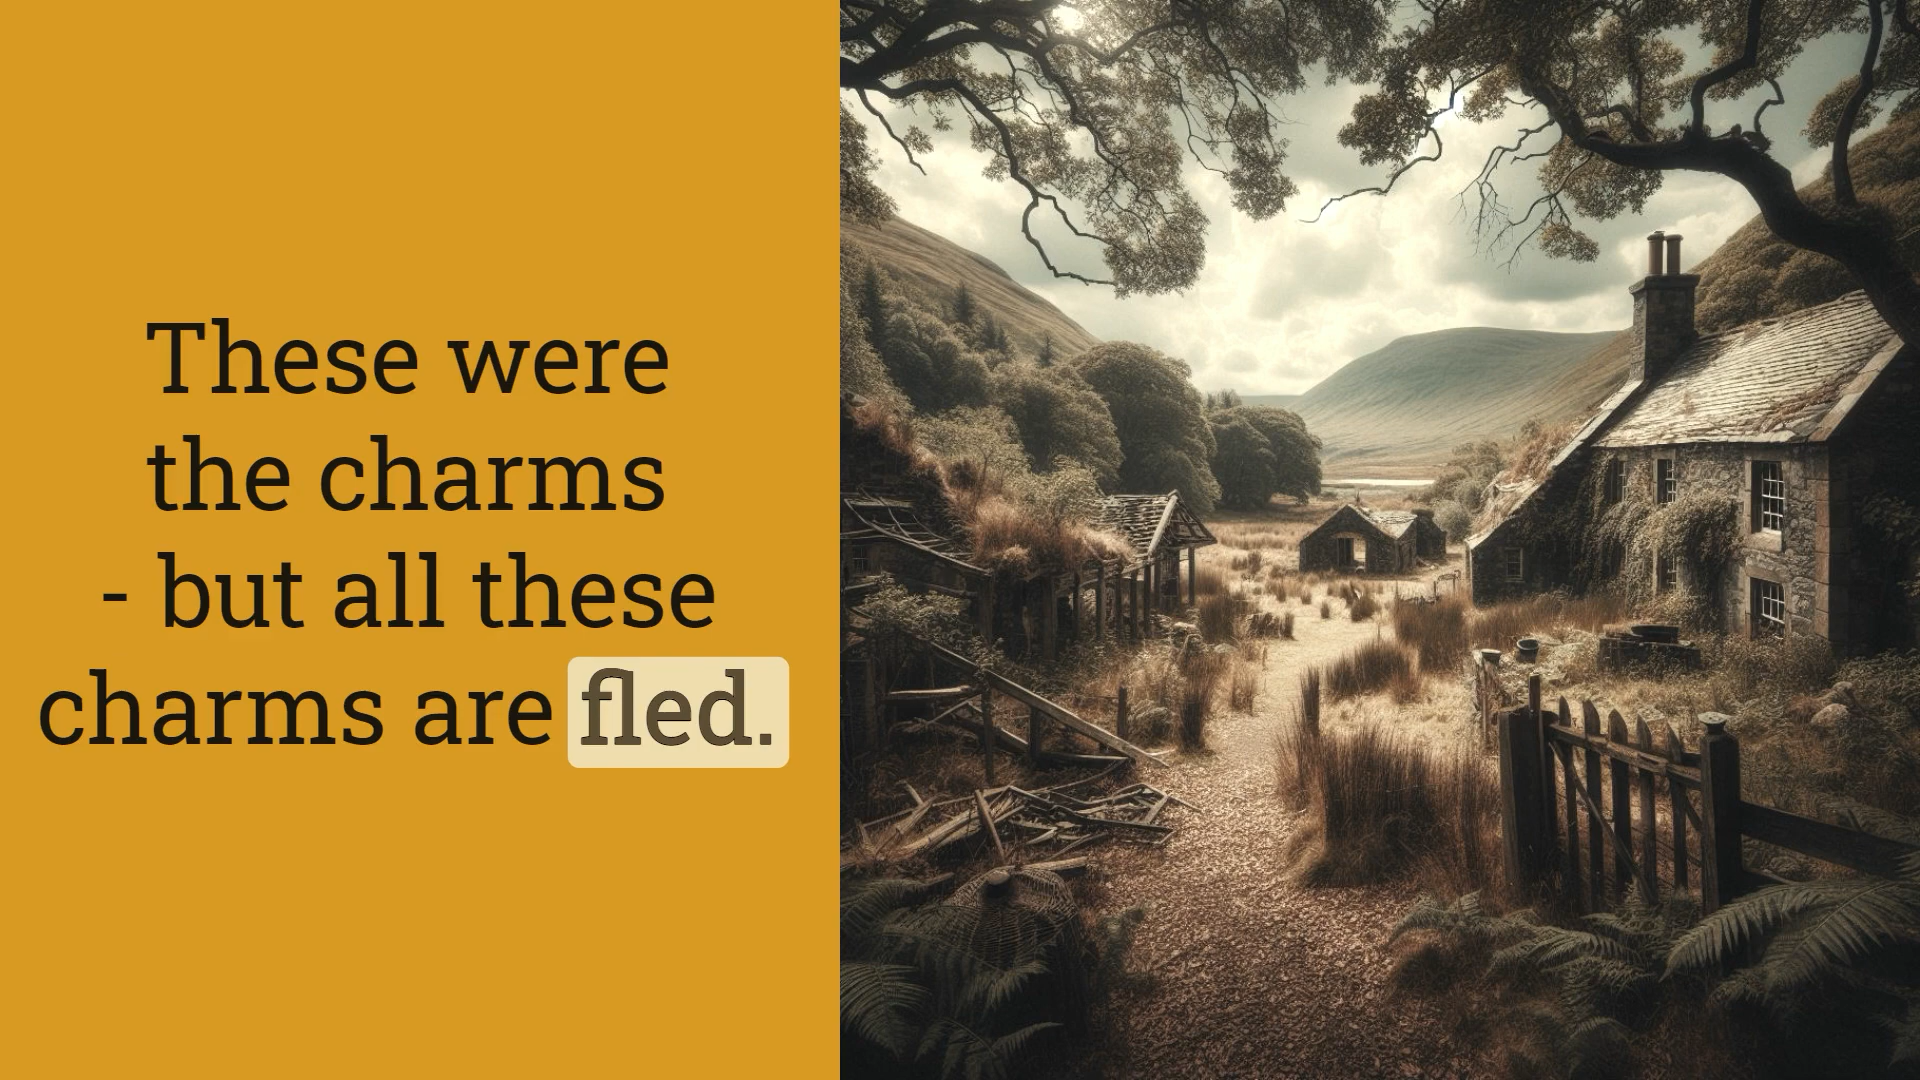 These were
the charms
- but all these
charms are fled.